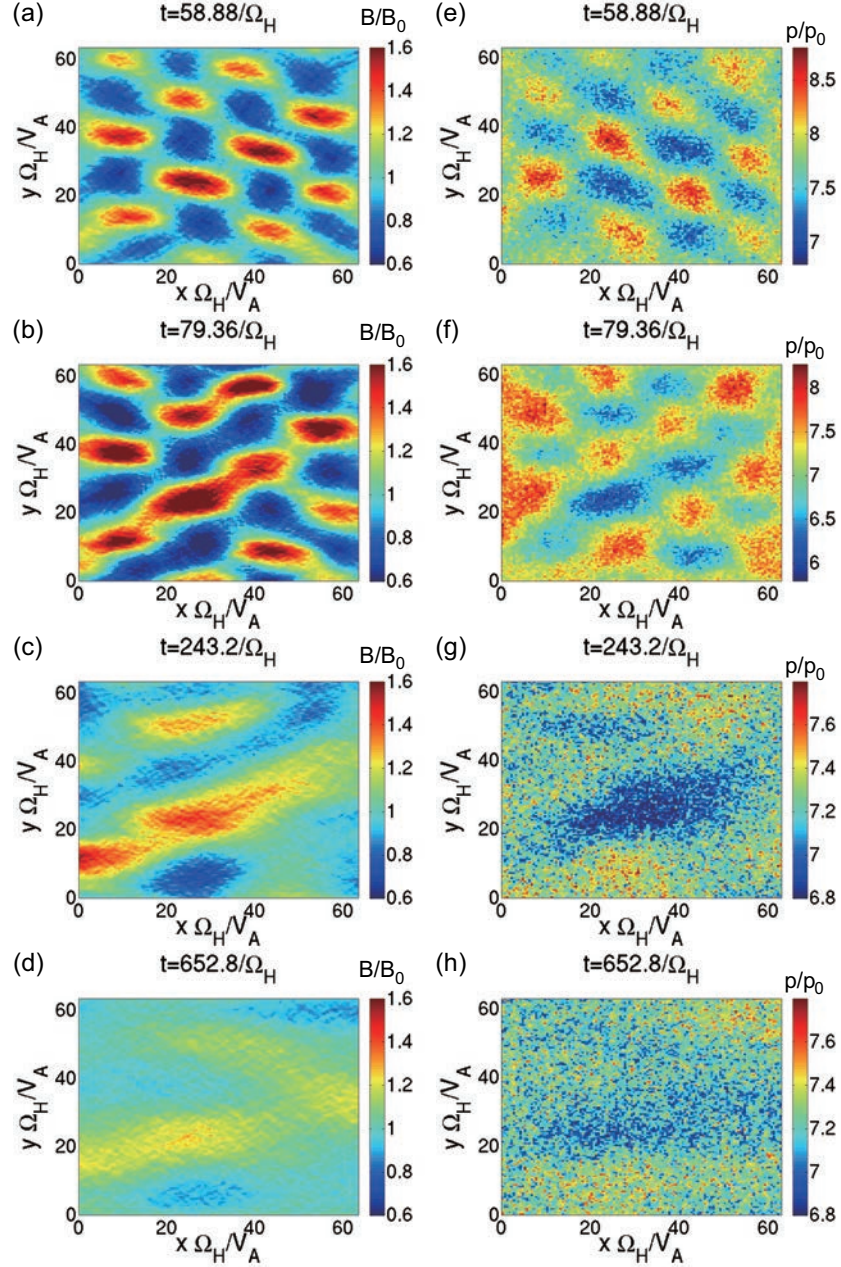 (a) t=58.88/Ω_H B/B_0
1.6
1.4
1.2
1
0.8
0.6
60
40
20
0
y Ω_H/V_A
0 20 40 60
x Ω_H/V_A
(e) t=58.88/Ω_H p/p_0
8.5
8
7.5
7
60
40
20
0
y Ω_H/V_A
0 20 40 60
x Ω_H/V_A
(b) t=79.36/Ω_H B/B_0
1.6
1.4
1.2
1
0.8
0.6
60
40
20
0
y Ω_H/V_A
0 20 40 60
x Ω_H/V_A
(f) t=79.36/Ω_H p/p_0
8
7.5
7
6.5
6
60
40
20
0
y Ω_H/V_A
0 20 40 60
x Ω_H/V_A
(c) t=243.2/Ω_H B/B_0
1.6
1.4
1.2
1
0.8
0.6
60
40
20
0
y Ω_H/V_A
0 20 40 60
x Ω_H/V_A
(g) t=243.2/Ω_H p/p_0
7.6
7.4
7.2
7
6.8
60
40
20
0
y Ω_H/V_A
0 20 40 60
x Ω_H/V_A
(d) t=652.8/Ω_H B/B_0
1.6
1.4
1.2
1
0.8
0.6
60
40
20
0
y Ω_H/V_A
0 20 40 60
x Ω_H/V_A
(h) t=652.8/Ω_H p/p_0
7.6
7.4
7.2
7
6.8
60
40
20
0
y Ω_H/V_A
0 20 40 60
x Ω_H/V_A